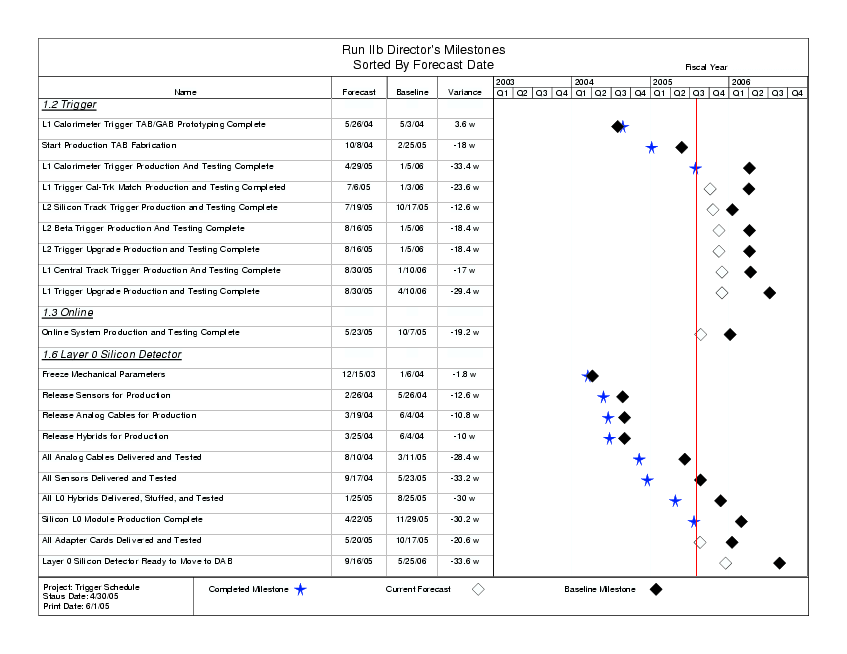 Run IIb Director's Milestones
Sorted By Forecast Date
Fiscal Year
2003 2004 2005 2006
Name Forecast Baseline Variance Q1 Q2 Q3 Q4 Q1 Q2 Q3 Q4 Q1 Q2 Q3 Q4 Q1 Q2 Q3 Q4
1.2 Trigger
L1 Calorimeter Trigger TAB/GAB Prototyping Complete 5/26/04 5/3/04 3.6 w
Start Production TAB Fabrication 10/8/04 2/25/05 -18 w
L1 Calorimeter Trigger Production And Testing Complete 4/29/05 1/5/06 -33.4 w
L1 Trigger Cal-Trk Match Production and Testing Completed 7/6/05 1/3/06 -23.6 w
L2 Silicon Track Trigger Production and Testing Complete 7/19/05 10/17/05 -12.6 w
L2 Beta Trigger Production And Testing Complete 8/16/05 1/5/06 -18.4 w
L2 Trigger Upgrade Production and Testing Complete 8/16/05 1/5/06 -18.4 w
L1 Central Track Trigger Production And Testing Complete 8/30/05 1/10/06 -17 w
L1 Trigger Upgrade Production and Testing Complete 8/30/05 4/10/06 -29.4 w
1.3 Online
Online System Production and Testing Complete 5/23/05 10/7/05 -19.2 w
1.6 Layer 0 Silicon Detector
Freeze Mechanical Parameters 12/15/03 1/6/04 -1.8 w
Release Sensors for Production 2/26/04 5/26/04 -12.6 w
Release Analog Cables for Production 3/19/04 6/4/04 -10.8 w
Release Hybrids for Production 3/25/04 6/4/04 -10 w
All Analog Cables Delivered and Tested 8/10/04 3/11/05 -28.4 w
All Sensors Delivered and Tested 9/17/04 5/23/05 -33.2 w
All L0 Hybrids Delivered, Stuffed, and Tested 1/25/05 8/25/05 -30 w
Silicon L0 Module Production Complete 4/22/05 11/29/05 -30.2 w
All Adapter Cards Delivered and Tested 5/20/05 10/17/05 -20.6 w
Layer 0 Silicon Detector Ready to Move to DAB 9/16/05 5/25/06 -33.6 w
Project: Trigger Schedule
Staus Date: 4/30/05
Print Date: 6/1/05
Completed Milestone Current Forecast Baseline Milestone